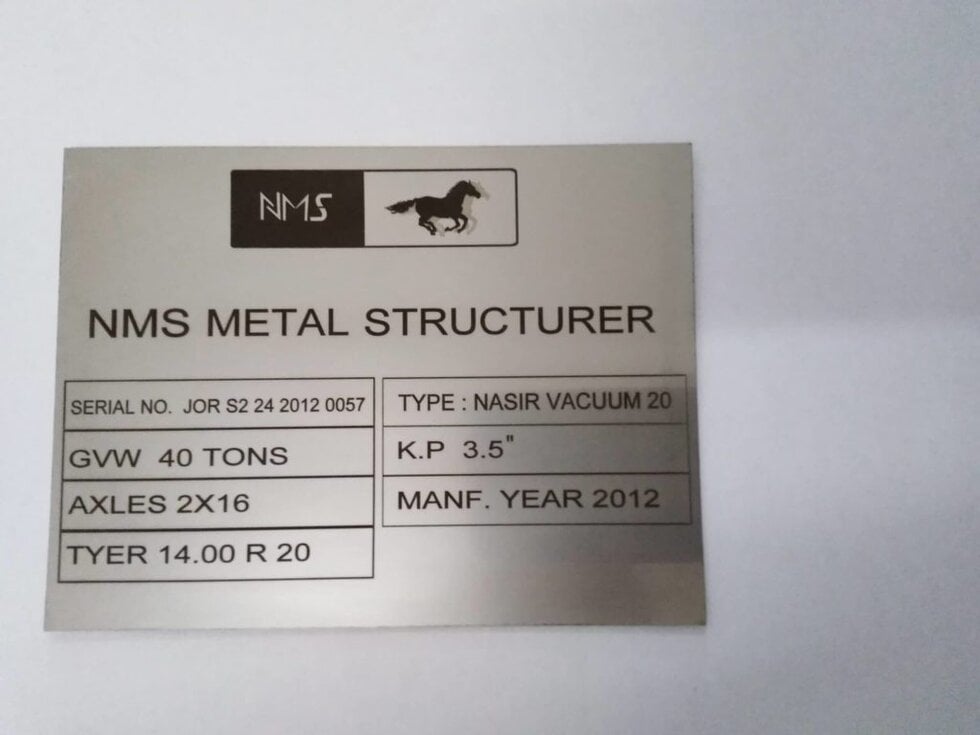 NMS
NMS METAL STRUCTURER
SERIAL NO. JOR S2 24 2012 0057
GVW 40 TONS
AXLES 2X16
TYER 14.00 R 20
TYPE : NASIR VACUUM 20
K.P 3.5"
MANF. YEAR 2012